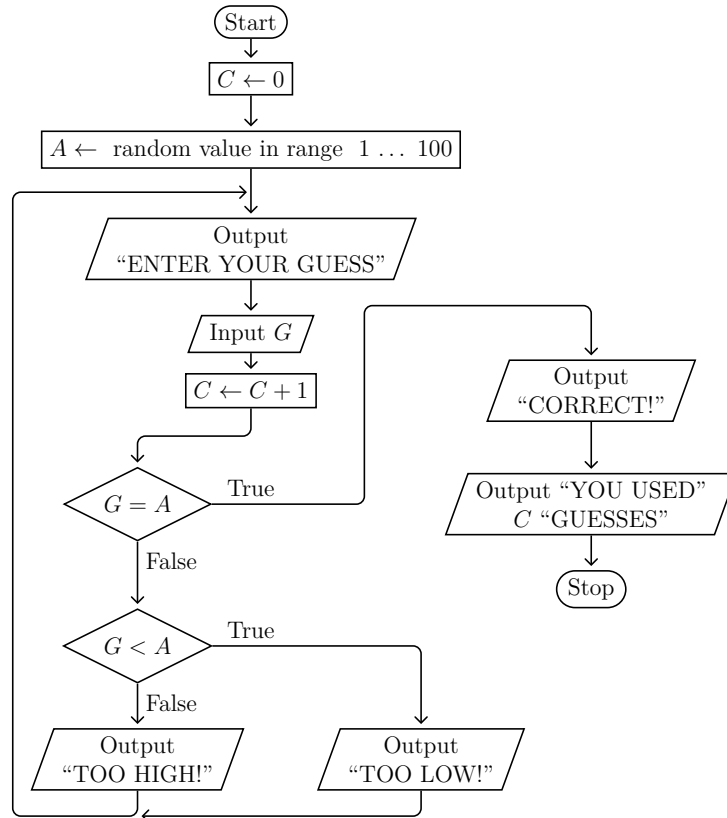 Start
C ← 0
A ← random value in range 1 … 100
Output
“ENTER YOUR GUESS”
Input G
C ← C + 1
G = A
True
False
Output
“CORRECT!”
Output “YOU USED”
C “GUESSES”
Stop
G < A
True
False
Output
“TOO HIGH!”
Output
“TOO LOW!”